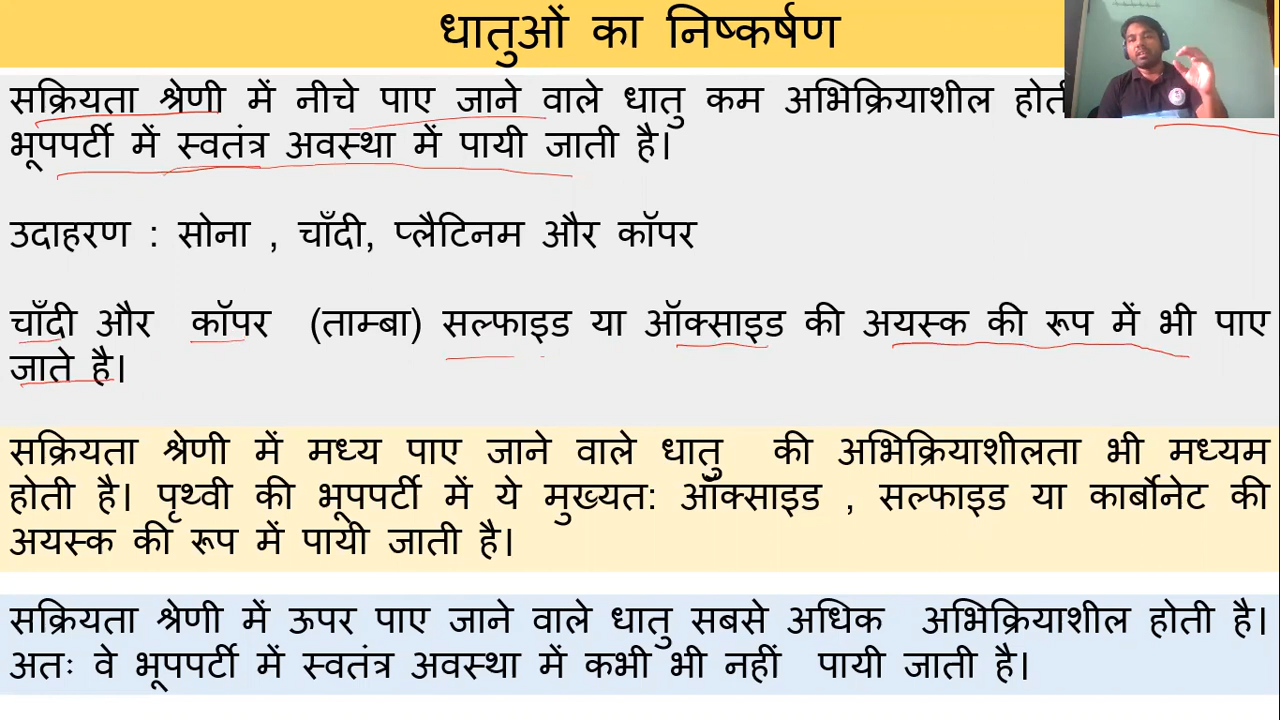 धातुओं का निष्कर्षण
सक्रियता श्रेणी में नीचे पाए जाने वाले धातु कम अभिक्रियाशील होती
भूपपर्टी में स्वतंत्र अवस्था में पायी जाती है।
उदाहरण : सोना , चाँदी, प्लैटिनम और कॉपर
चाँदी और कॉपर (ताम्बा) सल्फाइड या ऑक्साइड की अयस्क की रूप में भी पाए
जाते है।
सक्रियता श्रेणी में मध्य पाए जाने वाले धातु की अभिक्रियाशीलता भी मध्यम
होती है। पृथ्वी की भूपपर्टी में ये मुख्यत: ऑक्साइड , सल्फाइड या कार्बोनेट की
अयस्क की रूप में पायी जाती है।
सक्रियता श्रेणी में ऊपर पाए जाने वाले धातु सबसे अधिक अभिक्रियाशील होती है।
अतः वे भूपपर्टी में स्वतंत्र अवस्था में कभी भी नहीं पायी जाती है।